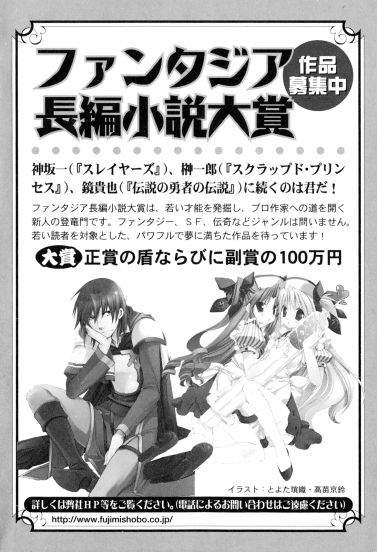 ファンタジア
長編小説大賞
作品
募集中
神坂一(『スレイヤーズ』)、榊一郎(『スクラップド・プリン
セス』)、鏡貴也(『伝説の勇者の伝説』)に続くのは君だ！
ファンタジア長編小説大賞は、若い才能を発掘し、プロ作家への道を開く
新人の登竜門です。ファンタジー、SF、伝奇などジャンルは問いません。
若い読者を対象とした、パワフルで夢に満ちた作品を待っています！
大賞 正賞の盾ならびに副賞の100万円
イラスト：とよた瑣織・高苗京鈴
詳しくは弊社HP等をご覧ください。(電話によるお問い合わせはご遠慮ください)
http://www.fujimishobo.co.jp/